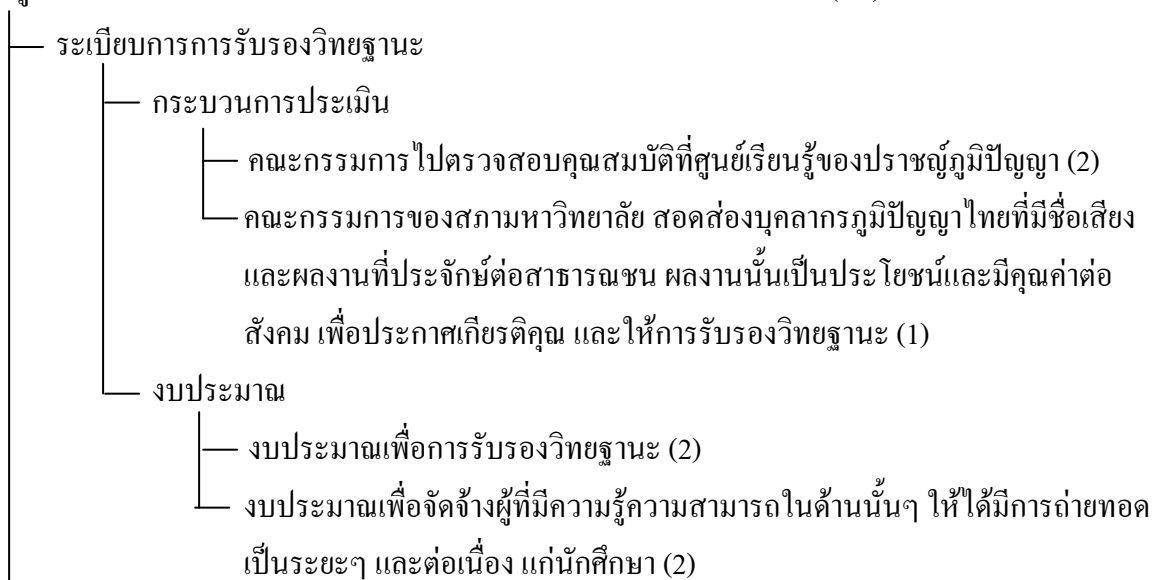 ระเบียบการการรับรองวิทยฐานะ
กระบวนการประเมิน
คณะกรรมการไปตรวจสอบคุณสมบัติที่ศูนย์เรียนรู้ของปราชญ์ภูมิปัญญา (2)
คณะกรรมการของสภามหาวิทยาลัย สอดส่องบุคลากรภูมิปัญญาไทยที่มีชื่อเสียง
และผลงานที่ประจักษ์ต่อสาธารณชน ผลงานนั้นเป็นประโยชน์และมีคุณค่าต่อ
สังคม เพื่อประกาศเกียรติคุณ และให้การรับรองวิทยฐานะ (1)
งบประมาณ
งบประมาณเพื่อการรับรองวิทยฐานะ (2)
งบประมาณเพื่อจัดจ้างผู้ที่มีความรู้ความสามารถในด้านนั้นๆ ให้ได้มีการถ่ายทอด
เป็นระยะๆ และต่อเนื่อง แก่นักศึกษา (2)